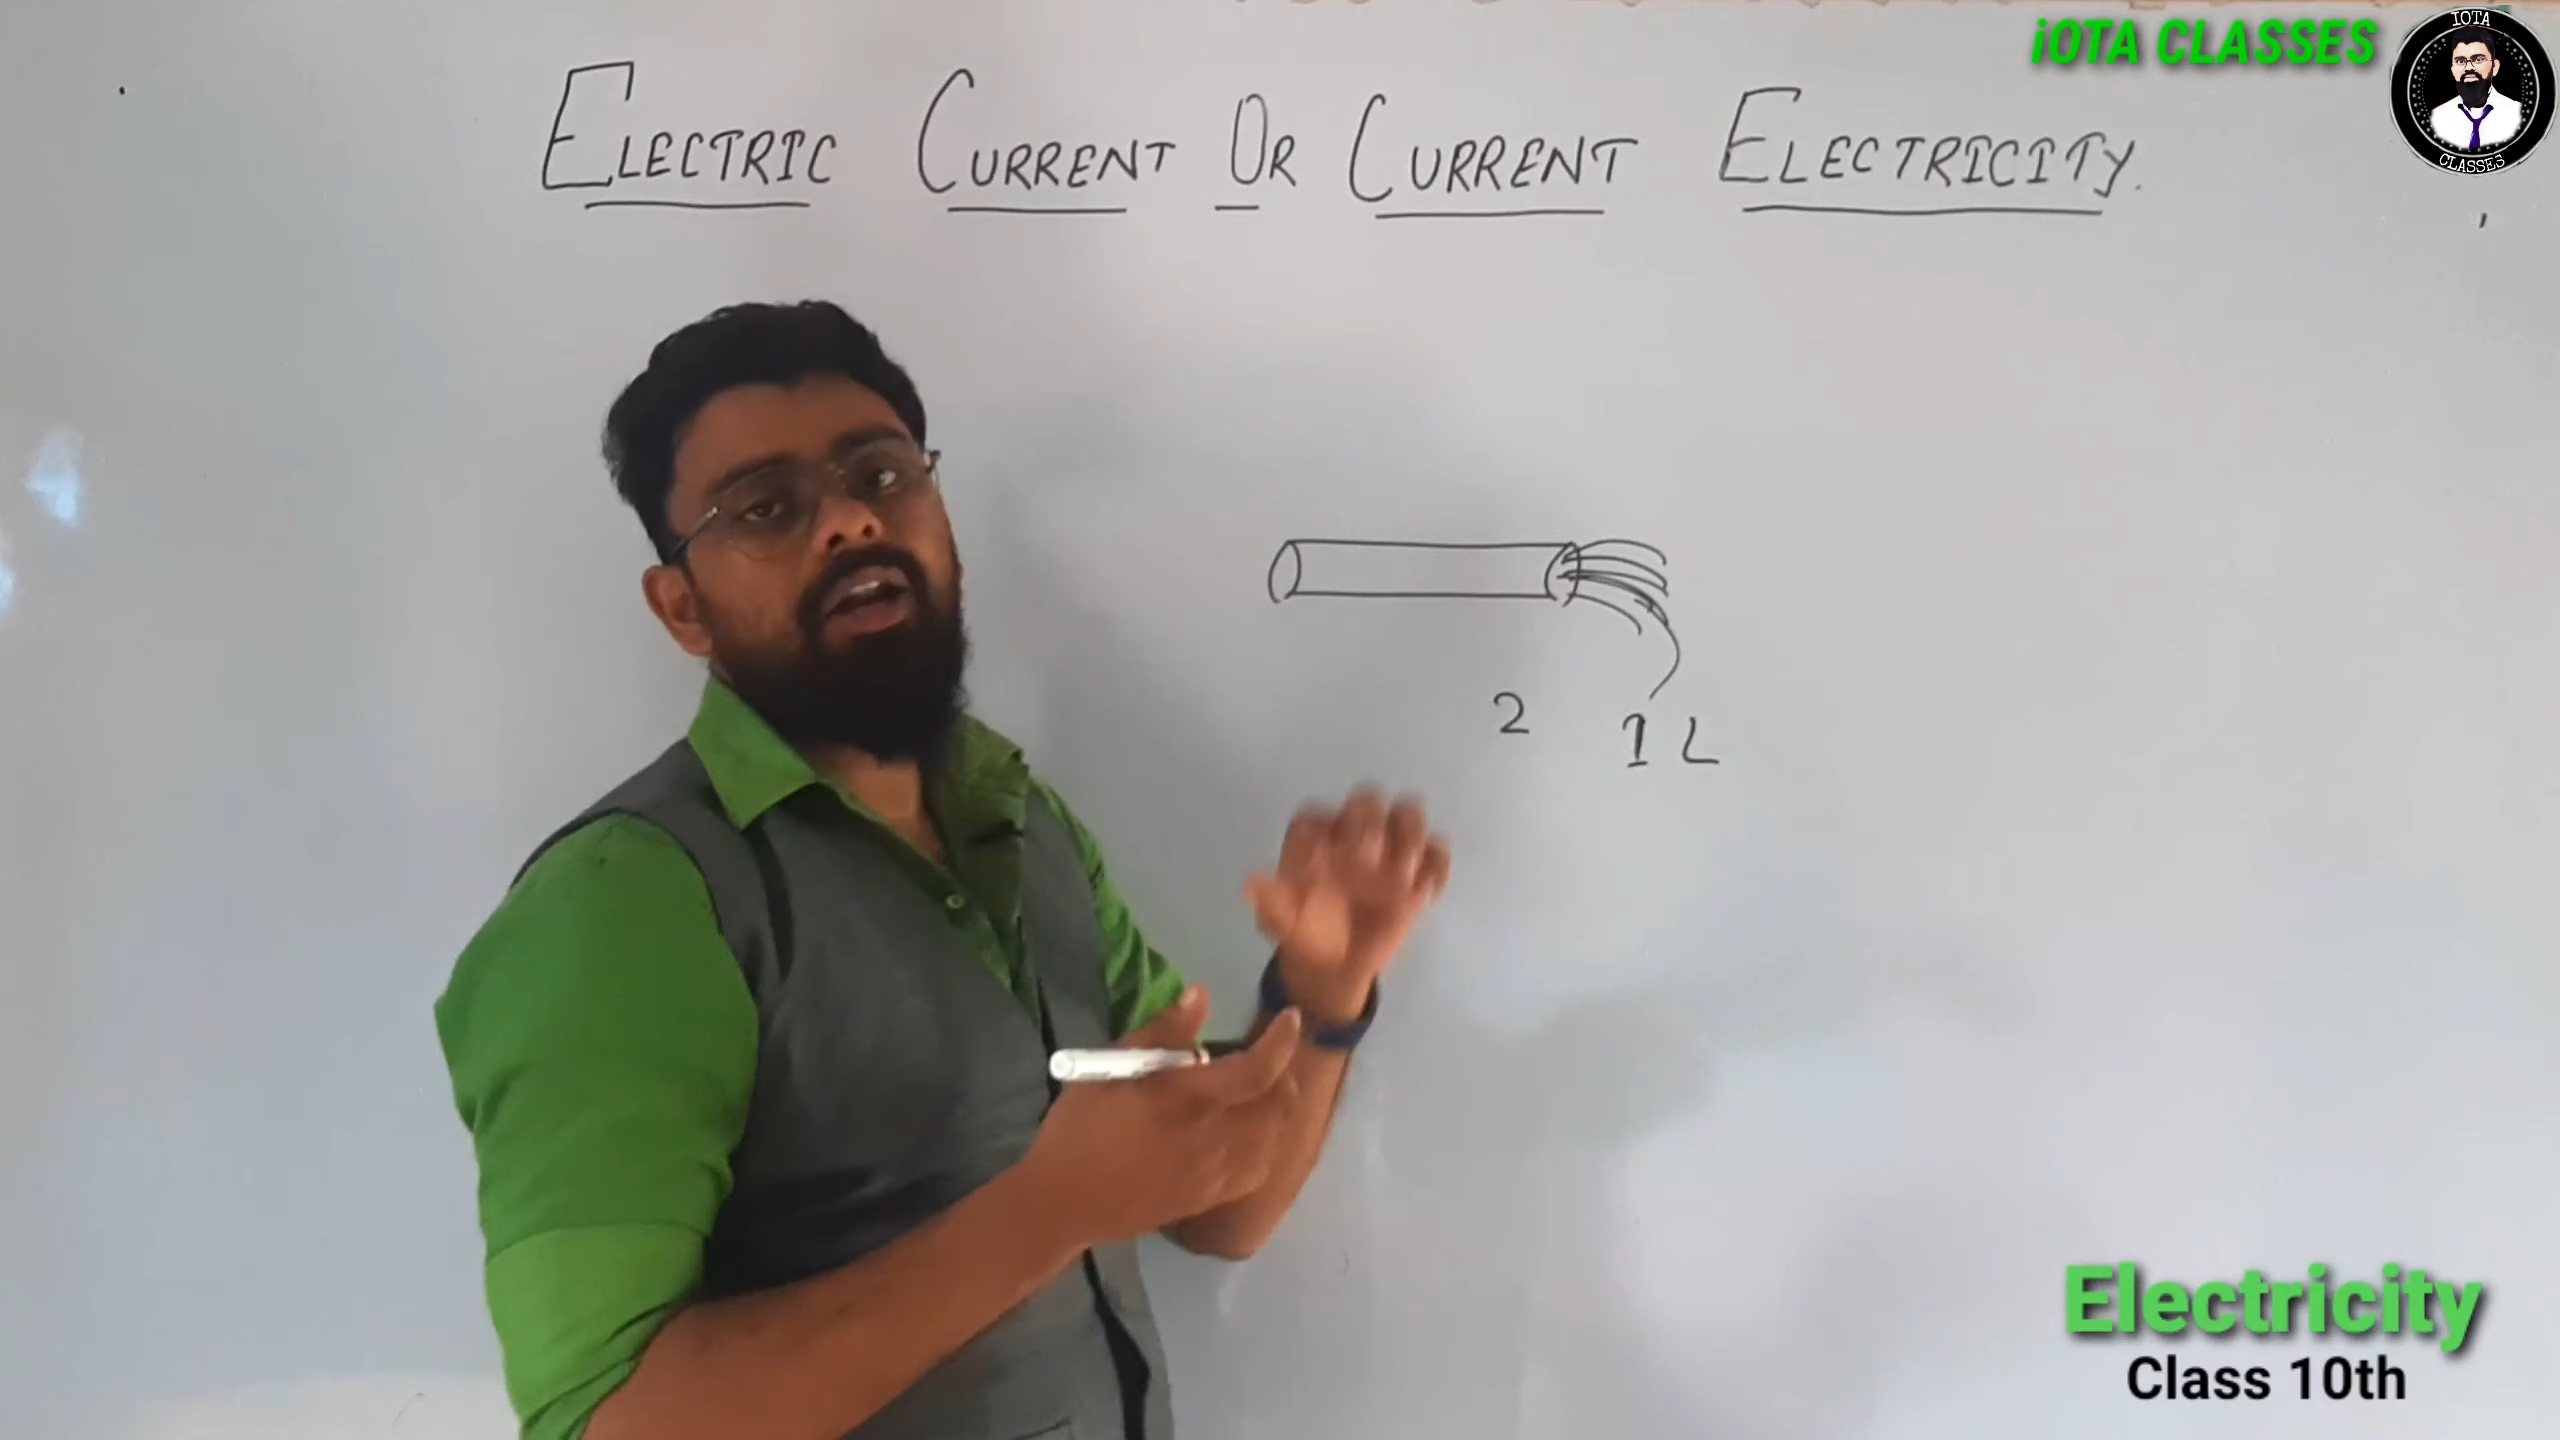 iOTA CLASSES
IOTA
CLASSES
ELECTRIC CURRENT OR CURRENT ELECTRICITY.
2 1 L
Electricity
Class 10th